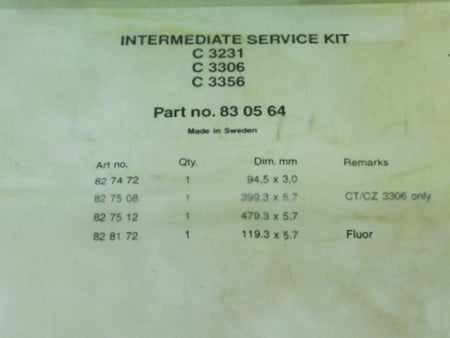 INTERMEDIATE SERVICE KIT
C 3231
C 3306
C 3356
Part no. 83 05 64
Made in Sweden
Art no. Qty. Dim. mm Remarks
82 74 72 1 94,5 x 3.0
82 75 08 1 399.3 x 5.7 CT/CZ 3306 only
82 75 12 1 479.3 x 5.7
82 81 72 1 119.3 x 5.7 Fluor